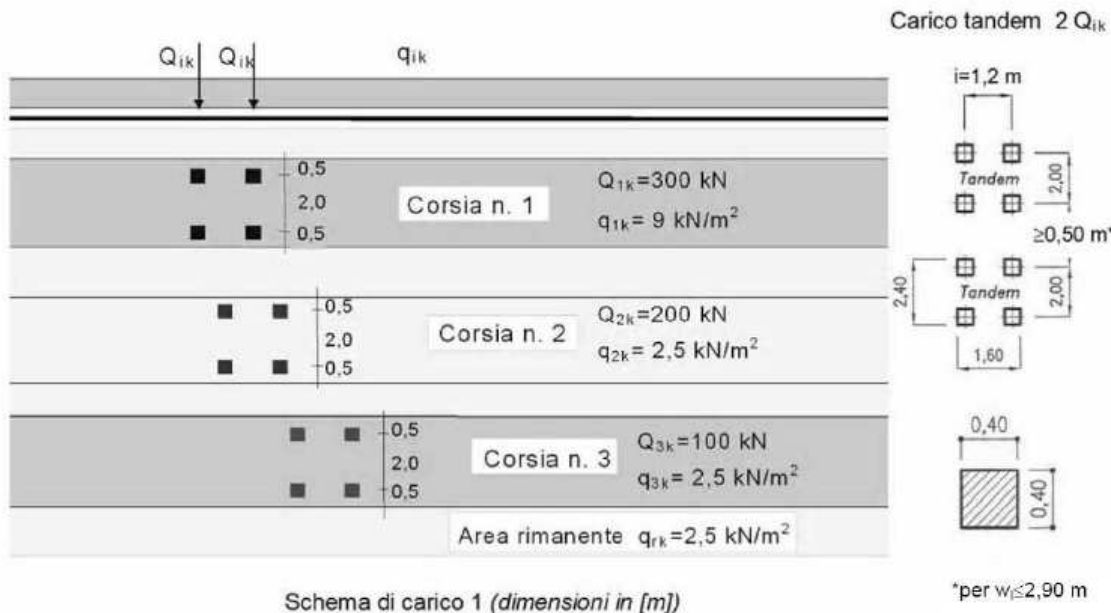 Carico tandem 2 Qik
Qik Qik qik
i=1,2 m
0,5
2,0
0,5
Corsia n. 1
Q1k=300 kN
q1k= 9 kN/m²
Tandem
2,00
≥0,50 m*
0,5
2,0
0,5
Corsia n. 2
Q2k=200 kN
q2k= 2,5 kN/m²
2,40
Tandem
2,00
1,60
0,5
2,0
0,5
Corsia n. 3
Q3k=100 kN
q3k= 2,5 kN/m²
0,40
0,40
Area rimanente qrk=2,5 kN/m²
Schema di carico 1 (dimensioni in [m])
*per wl≤2,90 m